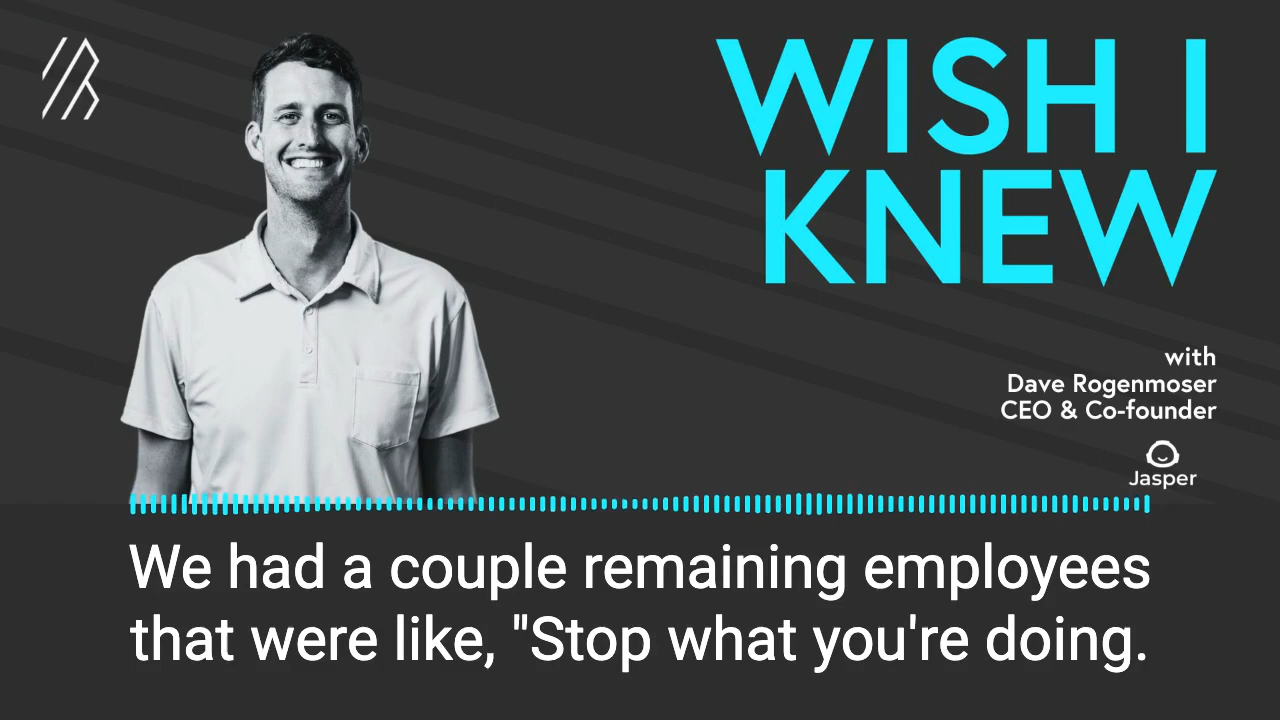 WISH I
KNEW
with
Dave Rogenmoser
CEO & Co-founder
Jasper
We had a couple remaining employees
that were like, "Stop what you're doing.